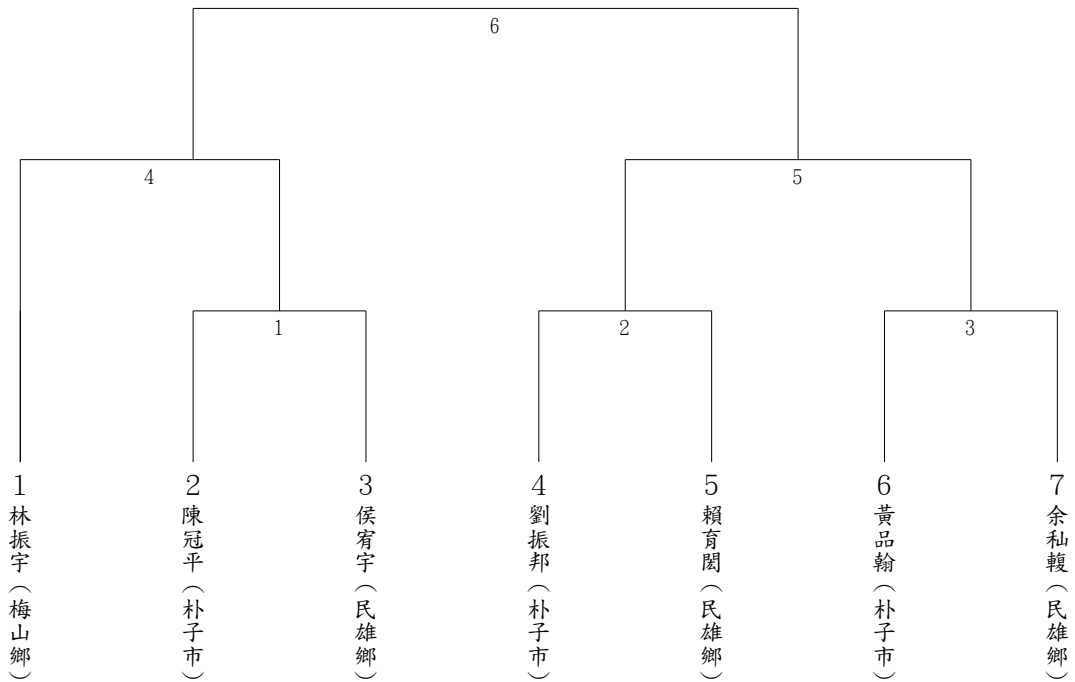 6
4
5
1
2
3
1
林振宇(梅山鄉)
2
陳冠平(朴子市)
3
侯宥宇(民雄鄉)
4
劉振邦(朴子市)
5
賴育閎(民雄鄉)
6
黃品翰(朴子市)
7
余秈輹(民雄鄉)